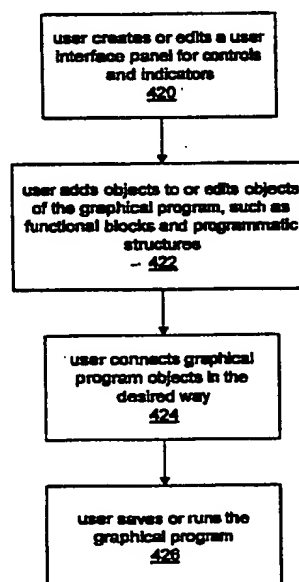 user creates or edits a user
interface panel for controls
and indicators
420
user adds objects to or edits objects
of the graphical program, such as
functional blocks and programmatic
structures
422
user connects graphical
program objects in the
desired way
424
user saves or runs the
graphical program
426